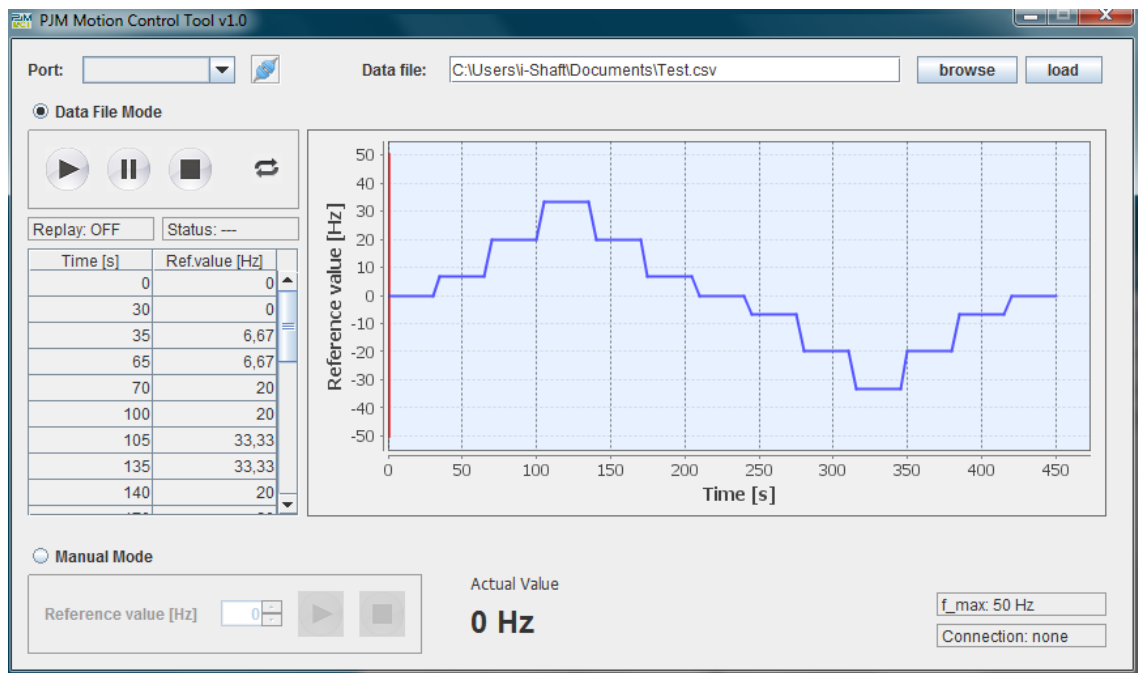 PJM Motion Control Tool v1.0
Port:
Data file: C:\Users\i-Shaft\Documents\Test.csv browse load
Data File Mode
Replay: OFF Status: ---
Time [s] Ref.value [Hz]
0 0
30 0
35 6,67
65 6,67
70 20
100 20
105 33,33
135 33,33
140 20
Reference value [Hz]
50
40
30
20
10
0
-10
-20
-30
-40
-50
0 50 100 150 200 250 300 350 400 450
Time [s]
Manual Mode
Reference value [Hz] 0
Actual Value
0 Hz
f_max: 50 Hz
Connection: none